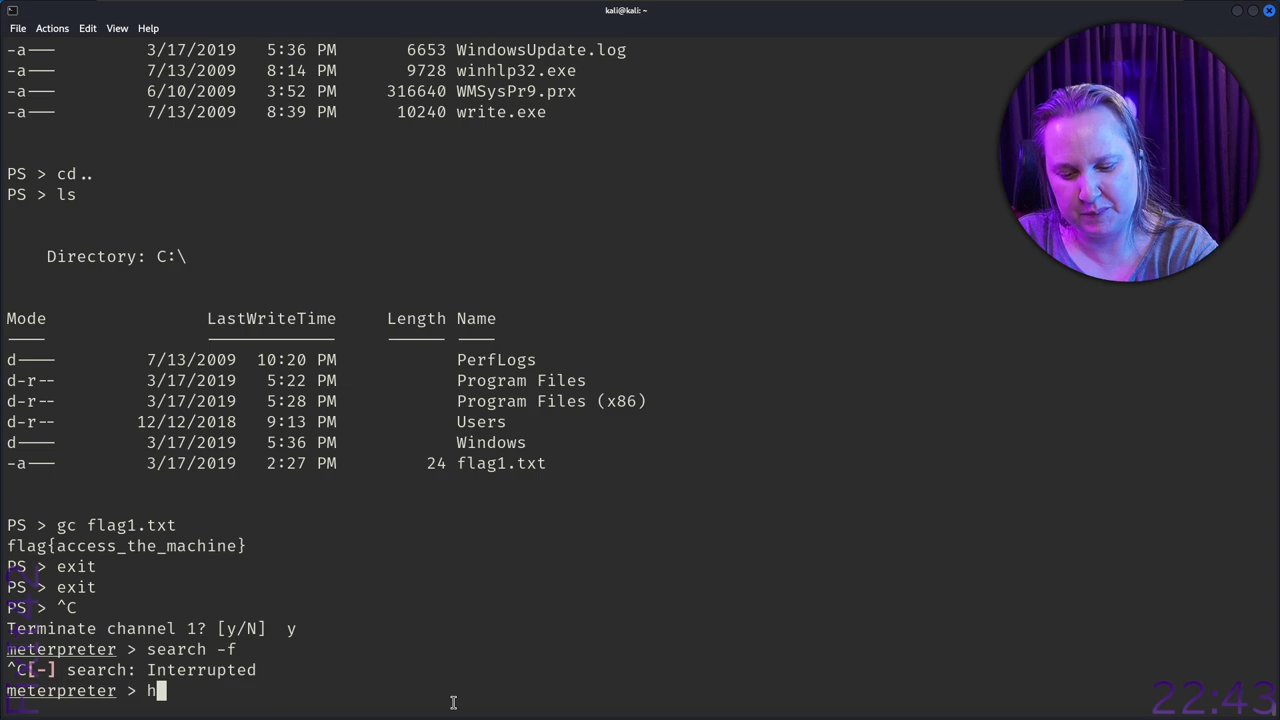 kali@kali: ~
File Actions Edit View Help
-a—— 3/17/2019 5:36 PM 6653 WindowsUpdate.log
-a—— 7/13/2009 8:14 PM 9728 winhlp32.exe
-a—— 6/10/2009 3:52 PM 316640 WMSysPr9.prx
-a—— 7/13/2009 8:39 PM 10240 write.exe
PS > cd..
PS > ls
Directory: C:\
Mode LastWriteTime Length Name
d—— 7/13/2009 10:20 PM PerfLogs
d-r-- 3/17/2019 5:22 PM Program Files
d-r-- 3/17/2019 5:28 PM Program Files (x86)
d-r-- 12/12/2018 9:13 PM Users
d—— 3/17/2019 5:36 PM Windows
-a—— 3/17/2019 2:27 PM 24 flag1.txt
PS > gc flag1.txt
flag{access_the_machine}
PS > exit
PS > exit
PS > ^C
Terminate channel 1? [y/N] y
meterpreter > search -f
^C[-] search: Interrupted
meterpreter > h
22:43